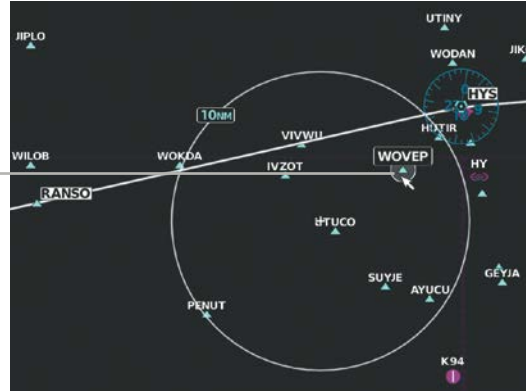 UTINY
JIPLO
WODAN
JIK
HYS
10NM
HUTIR
VIVWU
WOVEP
WILOB
WOKDA
IVZOT
HY
RANSO
UTUCO
SUYJE
GEYJA
AYUCU
PENUT
K94